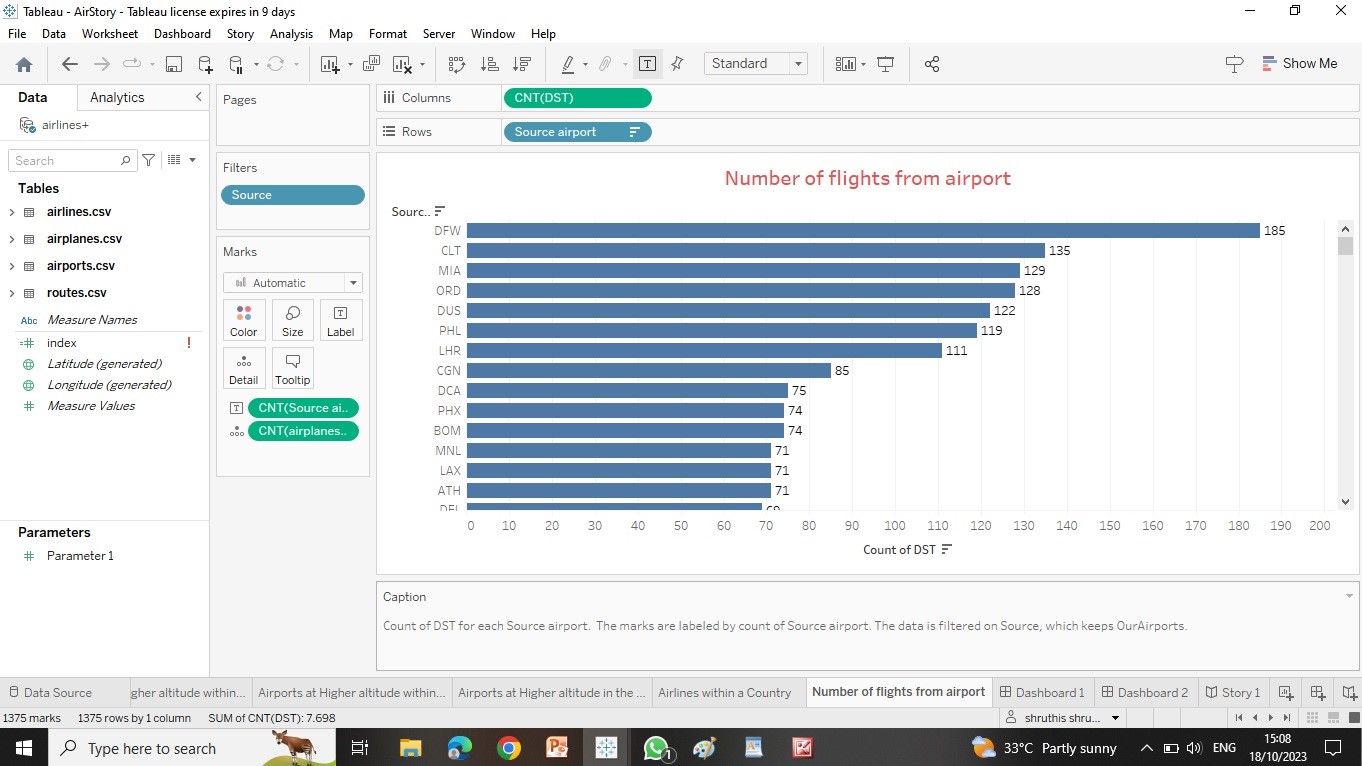 Tableau - AirStory - Tableau license expires in 9 days
File Data Worksheet Dashboard Story Analysis Map Format Server Window Help
Standard
Show Me
Data Analytics
airlines+
Search
Tables
airlines.csv
airplanes.csv
airports.csv
routes.csv
Abc Measure Names
index !
Latitude (generated)
Longitude (generated)
Measure Values
Parameters
Parameter 1
Pages
Filters
Source
Marks
Automatic
Color Size Label
Detail Tooltip
CNT(Source ai..
CNT(airplanes..
Columns CNT(DST)
Rows Source airport
Number of flights from airport
Sourc..
DFW 185
CLT 135
MIA 129
ORD 128
DUS 122
PHL 119
LHR 111
CGN 85
DCA 75
PHX 74
BOM 74
MNL 71
LAX 71
ATH 71
DEL 69
0 10 20 30 40 50 60 70 80 90 100 110 120 130 140 150 160 170 180 190 200
Count of DST
Caption
Count of DST for each Source airport. The marks are labeled by count of Source airport. The data is filtered on Source, which keeps OurAirports.
Data Source gher altitude within... Airports at Higher altitude within... Airports at Higher altitude in the ... Airlines within a Country Number of flights from airport Dashboard 1 Dashboard 2 Story 1
1375 marks 1375 rows by 1 column SUM of CNT(DST): 7.698 shruthis shru...
Type here to search 1 33°C Partly sunny ENG 15:08
18/10/2023